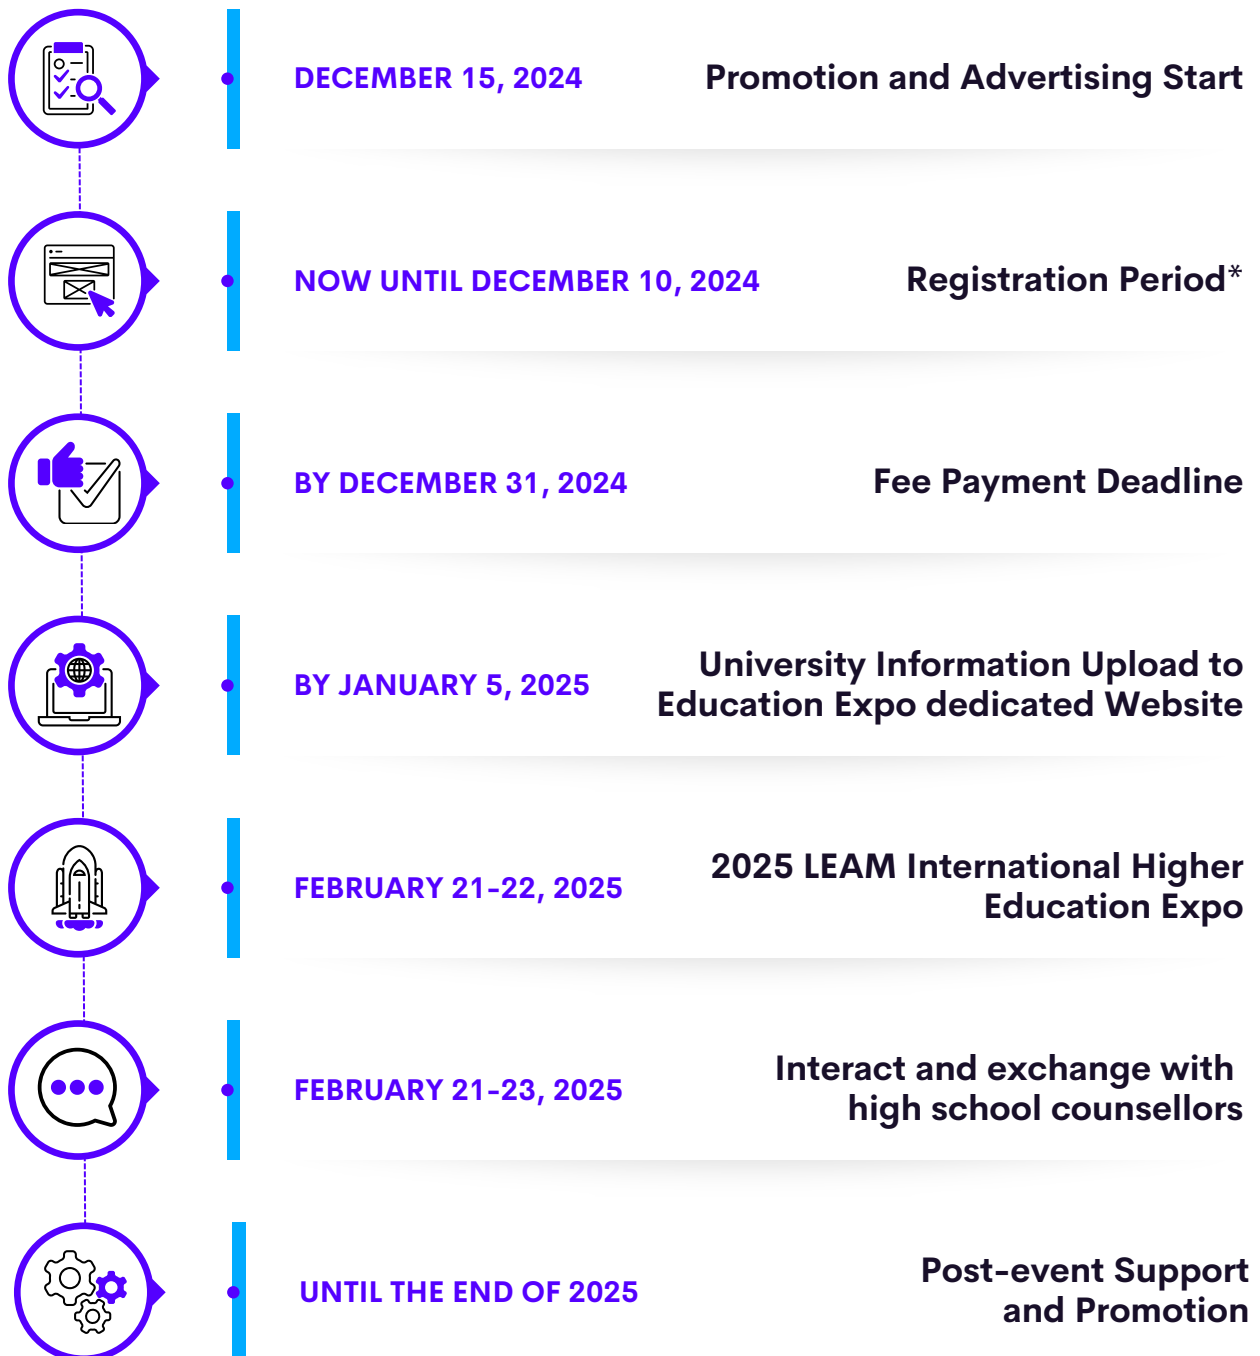 DECEMBER 15, 2024
Promotion and Advertising Start
NOW UNTIL DECEMBER 10, 2024
Registration Period*
BY DECEMBER 31, 2024
Fee Payment Deadline
BY JANUARY 5, 2025
University Information Upload to
Education Expo dedicated Website
FEBRUARY 21-22, 2025
2025 LEAM International Higher
Education Expo
FEBRUARY 21-23, 2025
Interact and exchange with
high school counsellors
UNTIL THE END OF 2025
Post-event Support
and Promotion